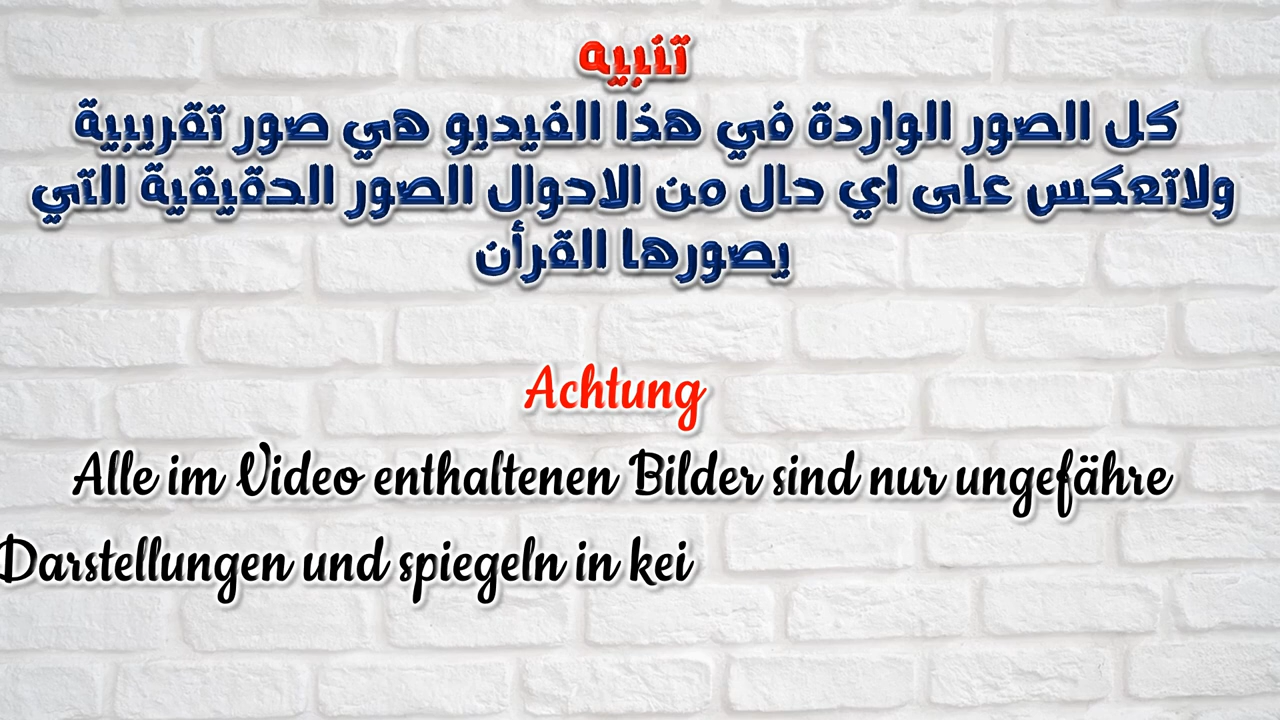 تنبيه
كل الصور الواردة في هذا الفيديو هي صور تقريبية
ولاتعكس على اي حال من الاحوال الصور الحقيقية التي
يصورها القرأن
Achtung
Alle im Video enthaltenen Bilder sind nur ungefähre
Darstellungen und spiegeln in kei